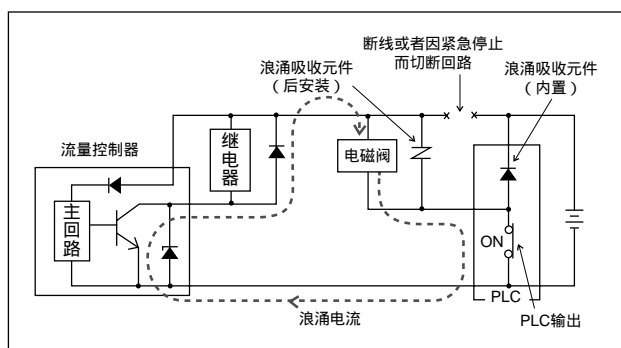 断线或者因紧急停止
而切断回路
浪涌吸收元件
（后安装）
浪涌吸收元件
（内置）
流量控制器
继电器
电磁阀
主回路
ON
PLC
浪涌电流
PLC输出